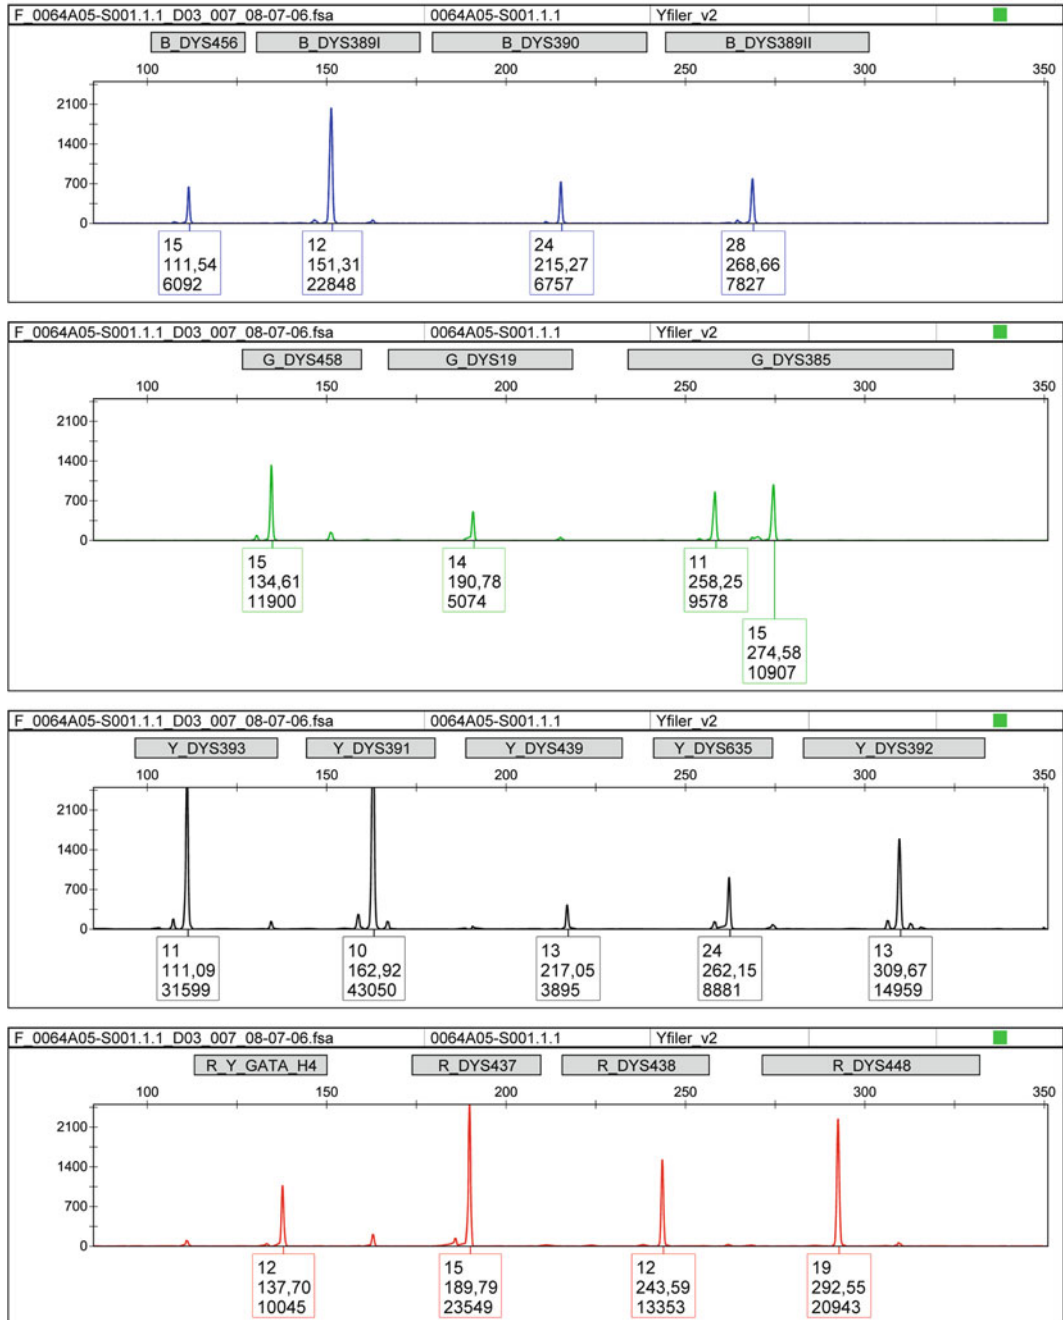 F_0064A05-S001.1.1_D03_007_08-07-06.fsa 0064A05-S001.1.1 Yfiler_v2
B_DYS456 B_DYS389I B_DYS390 B_DYS389II
100 150 200 250 300 350
2100
1400
700
0
15 12 24 28
111,54 151,31 215,27 268,66
6092 22848 6757 7827
F_0064A05-S001.1.1_D03_007_08-07-06.fsa 0064A05-S001.1.1 Yfiler_v2
G_DYS458 G_DYS19 G_DYS385
100 150 200 250 300 350
2100
1400
700
0
15 14 11
134,61 190,78 258,25
11900 5074 9578
15
274,58
10907
F_0064A05-S001.1.1_D03_007_08-07-06.fsa 0064A05-S001.1.1 Yfiler_v2
Y_DYS393 Y_DYS391 Y_DYS439 Y_DYS635 Y_DYS392
100 150 200 250 300 350
2100
1400
700
0
11 10 13 24 13
111,09 162,92 217,05 262,15 309,67
31599 43050 3895 8881 14959
F_0064A05-S001.1.1_D03_007_08-07-06.fsa 0064A05-S001.1.1 Yfiler_v2
R_Y_GATA_H4 R_DYS437 R_DYS438 R_DYS448
100 150 200 250 300 350
2100
1400
700
0
12 15 12 19
137,70 189,79 243,59 292,55
10045 23549 13353 20943